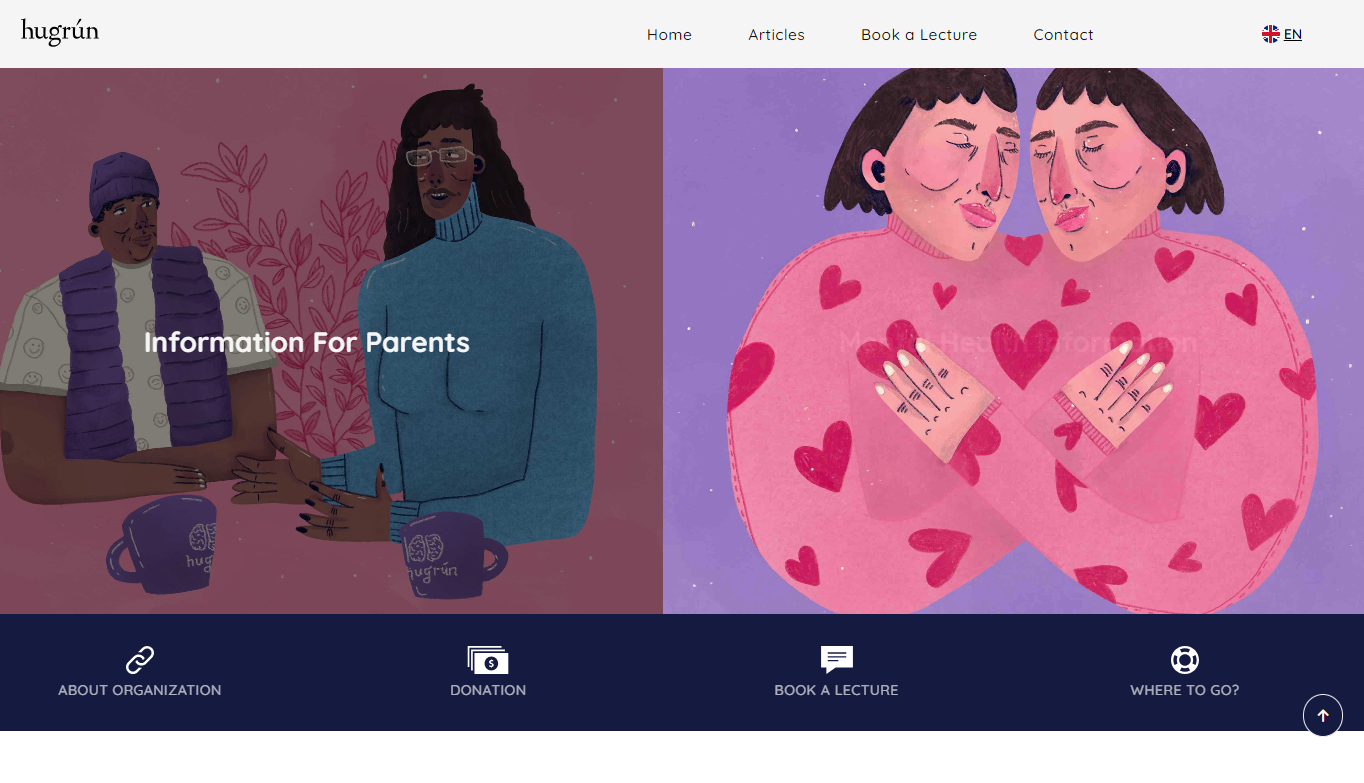 hugrún
Home Articles Book a Lecture Contact EN
Information For Parents
Mental Health Information
hugrún
hugrún
ABOUT ORGANIZATION DONATION BOOK A LECTURE WHERE TO GO?